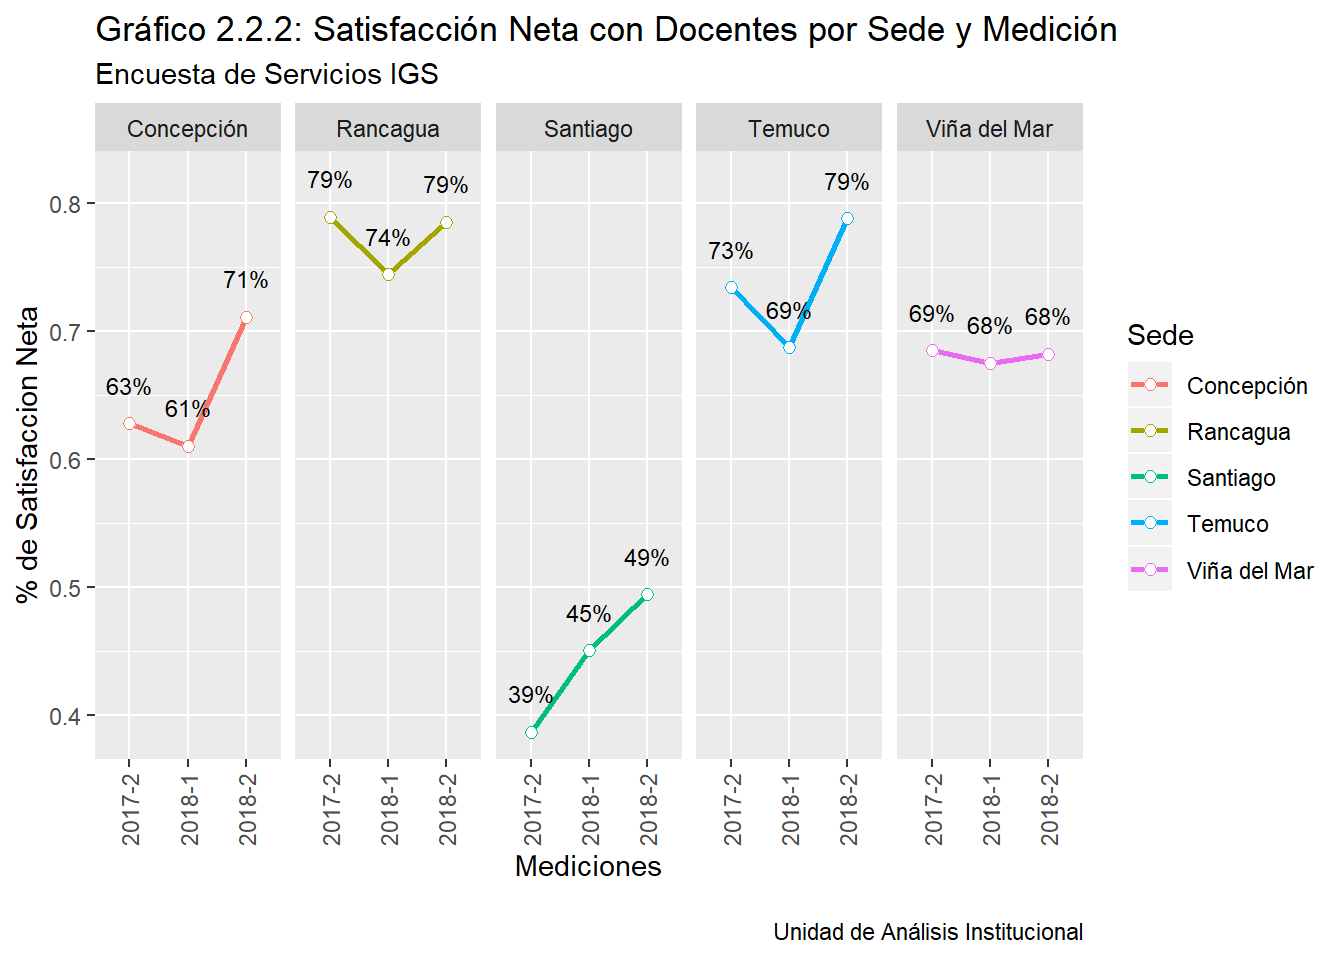 Gráfico 2.2.2: Satisfacción Neta con Docentes por Sede y Medición
Encuesta de Servicios IGS
Concepción
Rancagua
Santiago
Temuco
Viña del Mar
% de Satisfaccion Neta
0.8
0.7
0.6
0.5
0.4
63%
61%
71%
79%
74%
79%
39%
45%
49%
73%
69%
79%
69%
68%
68%
2017-2
2018-1
2018-2
2017-2
2018-1
2018-2
2017-2
2018-1
2018-2
2017-2
2018-1
2018-2
2017-2
2018-1
2018-2
Mediciones
Sede
Concepción
Rancagua
Santiago
Temuco
Viña del Mar
Unidad de Análisis Institucional